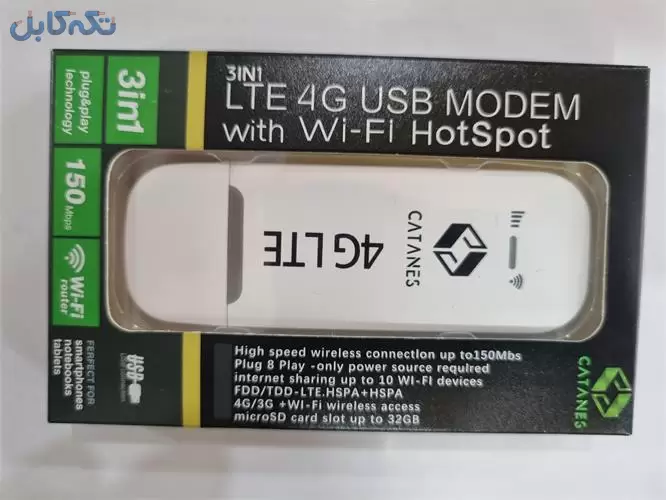 تکه کابل
3in1
plug&play
technology
150 Mbps
Wi-Fi
router
PERFECT FOR
smartphones
notebooks
tablets
3IN1
LTE 4G USB MODEM
with Wi-Fi HotSpot
4G LTE
CATANES
USB
High speed wireless connection up to150Mbs
Plug 8 Play -only power source required
internet sharing up to 10 WI-FI devices
FDD/TDD-LTE.HSPA+HSPA
4G/3G +WI-Fi wireless access
microSD card slot up to 32GB
CATANES